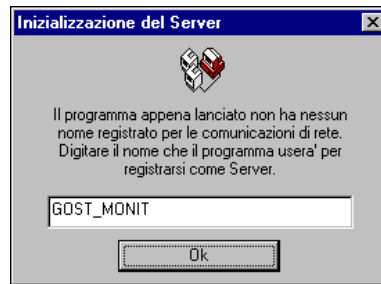 Inizializzazione del Server
Il programma appena lanciato non ha nessun
nome registrato per le comunicazioni di rete.
Digitare il nome che il programma usera' per
registrarsi come Server.
GOST_MONIT
Ok